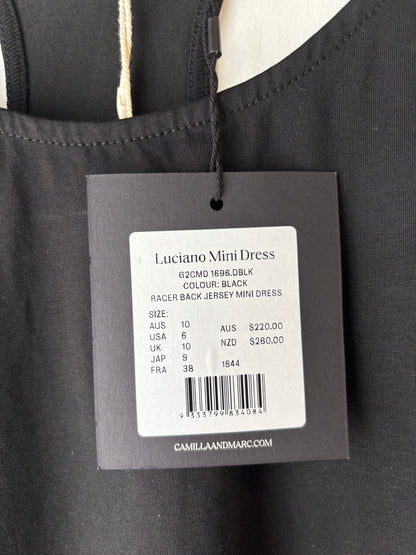 Luciano Mini Dress
G2CMD 1696.DBLK
COLOUR: BLACK
RACER BACK JERSEY MINI DRESS
SIZE:
AUS 10 AUS $220.00
USA 6 NZD $260.00
UK 10
JAP 9
FRA 38 1844
9 333799 834084
CAMILLAANDMARC.COM